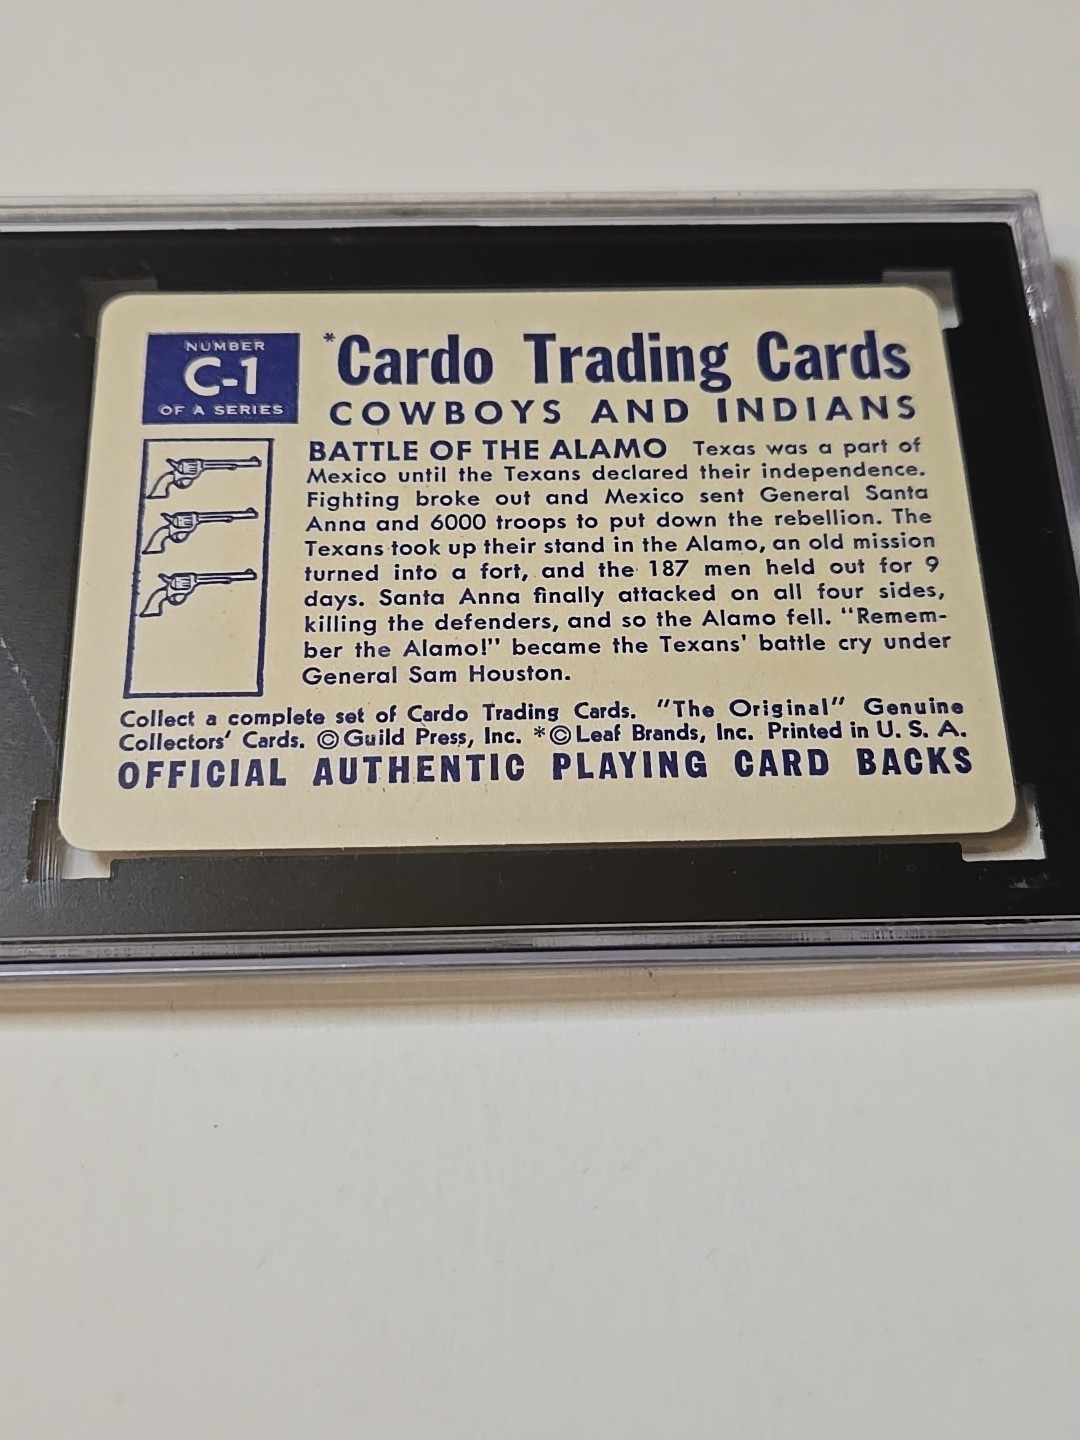 NUMBER
C-1
OF A SERIES
*Cardo Trading Cards
COWBOYS AND INDIANS
BATTLE OF THE ALAMO Texas was a part of
Mexico until the Texans declared their independence.
Fighting broke out and Mexico sent General Santa
Anna and 6000 troops to put down the rebellion. The
Texans took up their stand in the Alamo, an old mission
turned into a fort, and the 187 men held out for 9
days. Santa Anna finally attacked on all four sides,
killing the defenders, and so the Alamo fell. "Remem-
ber the Alamo!" became the Texans' battle cry under
General Sam Houston.
Collect a complete set of Cardo Trading Cards. "The Original" Genuine
Collectors' Cards. © Guild Press, Inc. *© Leaf Brands, Inc. Printed in U. S. A.
OFFICIAL AUTHENTIC PLAYING CARD BACKS